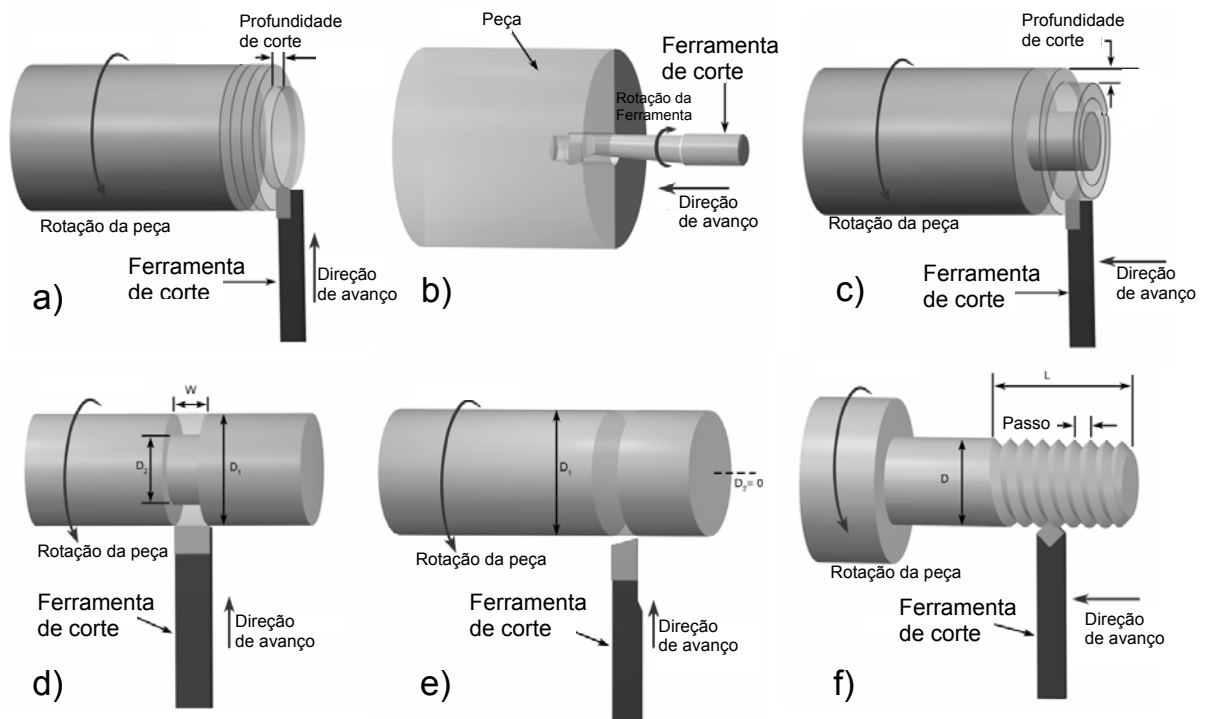 Profundidade
de corte
Rotação da peça
Ferramenta
de corte
Direção
de avanço
a)
Peça
Ferramenta
de corte
Rotação da
Ferramenta
Direção
de avanço
b)
Profundidade
de corte
Rotação da peça
Ferramenta
de corte
Direção
de avanço
c)
W
D₂
D₁
Rotação da peça
Ferramenta
de corte
Direção
de avanço
d)
D₁
D₂= 0
Rotação da peça
Ferramenta
de corte
Direção
de avanço
e)
L
Passo
D
Rotação da peça
Ferramenta
de corte
Direção
de avanço
f)